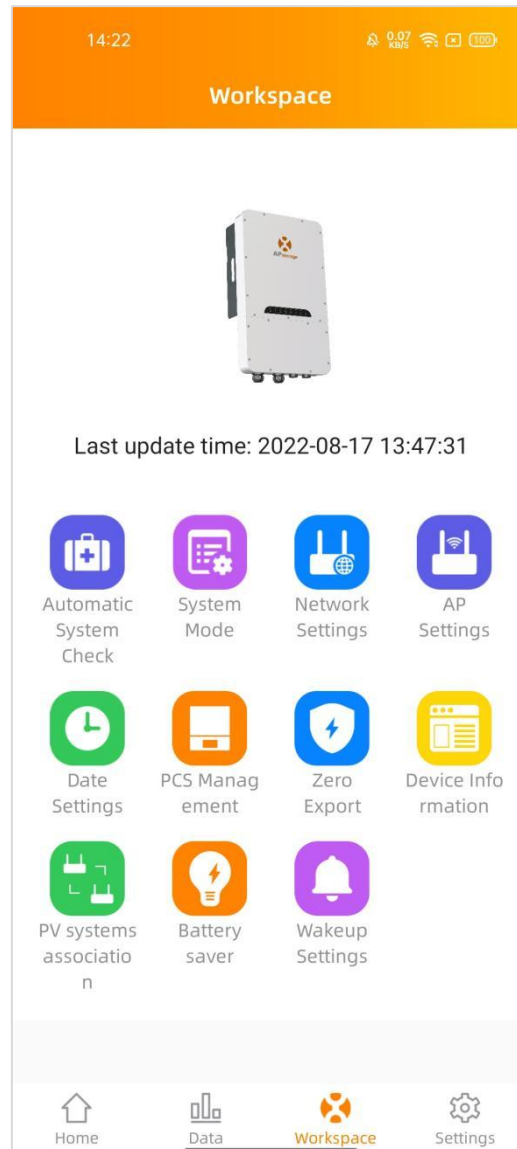 14:22
0.07
KB/S
100
Workspace
APstorage
Last update time: 2022-08-17 13:47:31
Automatic
System
Check
System
Mode
Network
Settings
AP
Settings
Date
Settings
PCS Manag
ement
Zero
Export
Device Info
rmation
PV systems
associatio
n
Battery
saver
Wakeup
Settings
Home
Data
Workspace
Settings